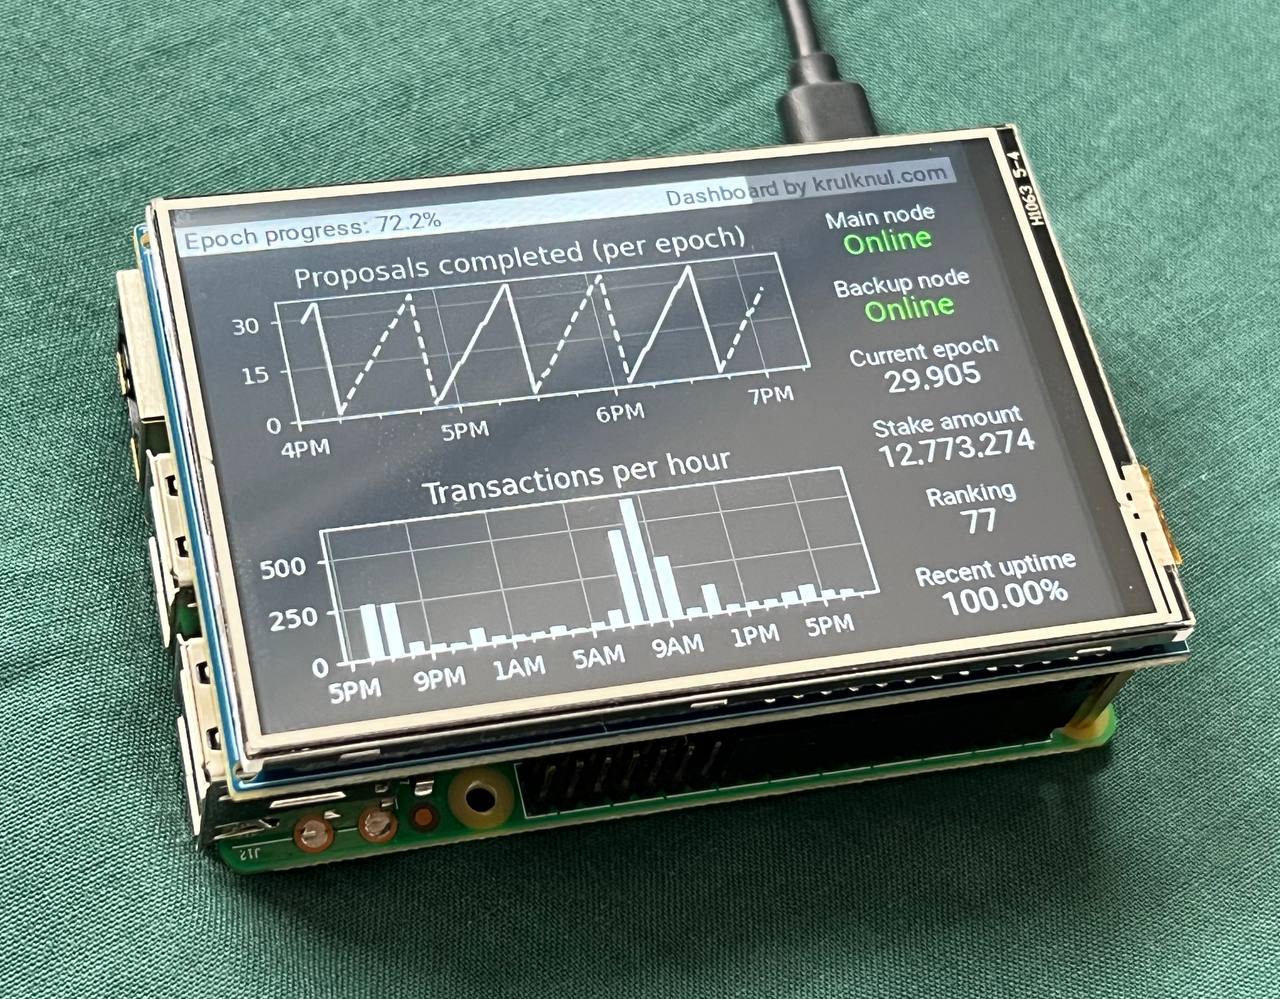 Epoch progress: 72.2%
Dashboard by krulknul.com
Proposals completed (per epoch)
30
15
0
4PM
5PM
6PM
7PM
Transactions per hour
500
250
0
5PM
9PM
1AM
5AM
9AM
1PM
5PM
Main node
Online
Backup node
Online
Current epoch
29.905
Stake amount
12.773.274
Ranking
77
Recent uptime
100.00%
H1063 5-4
J12